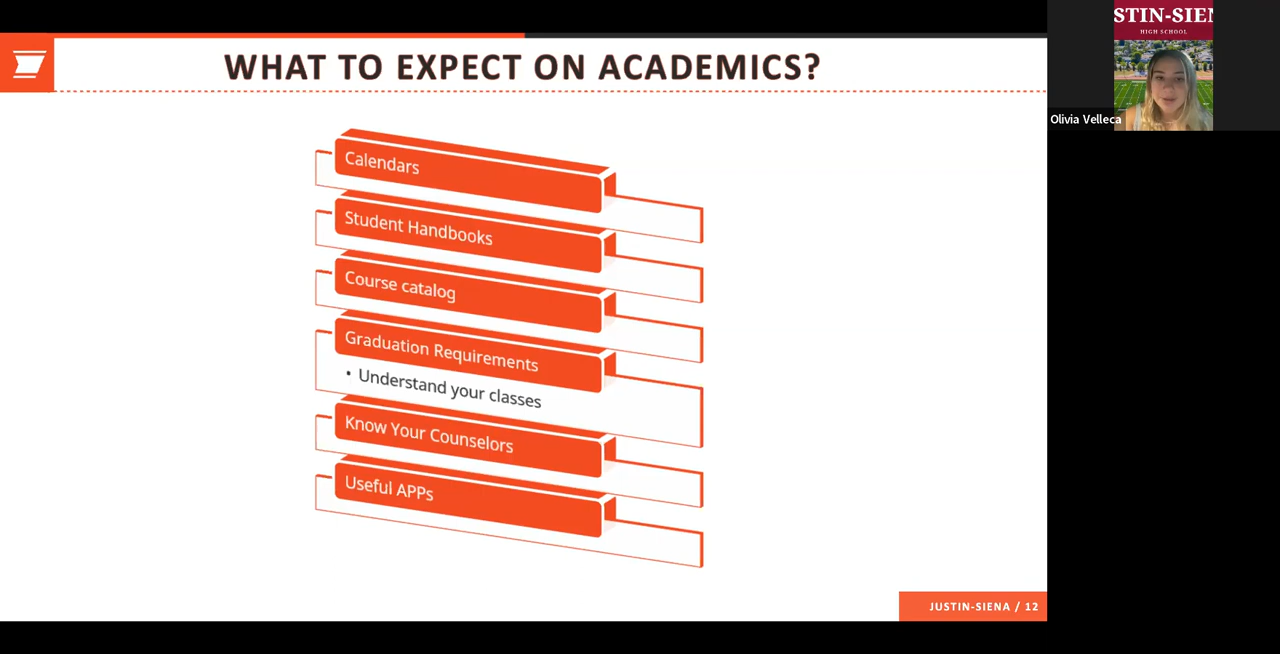 WHAT TO EXPECT ON ACADEMICS?
Calendars
Student Handbooks
Course catalog
Graduation Requirements
• Understand your classes
Know Your Counselors
Useful APPs
JUSTIN-SIENA / 12
STIN-SIEN
HIGH SCHOOL
Olivia Velleca